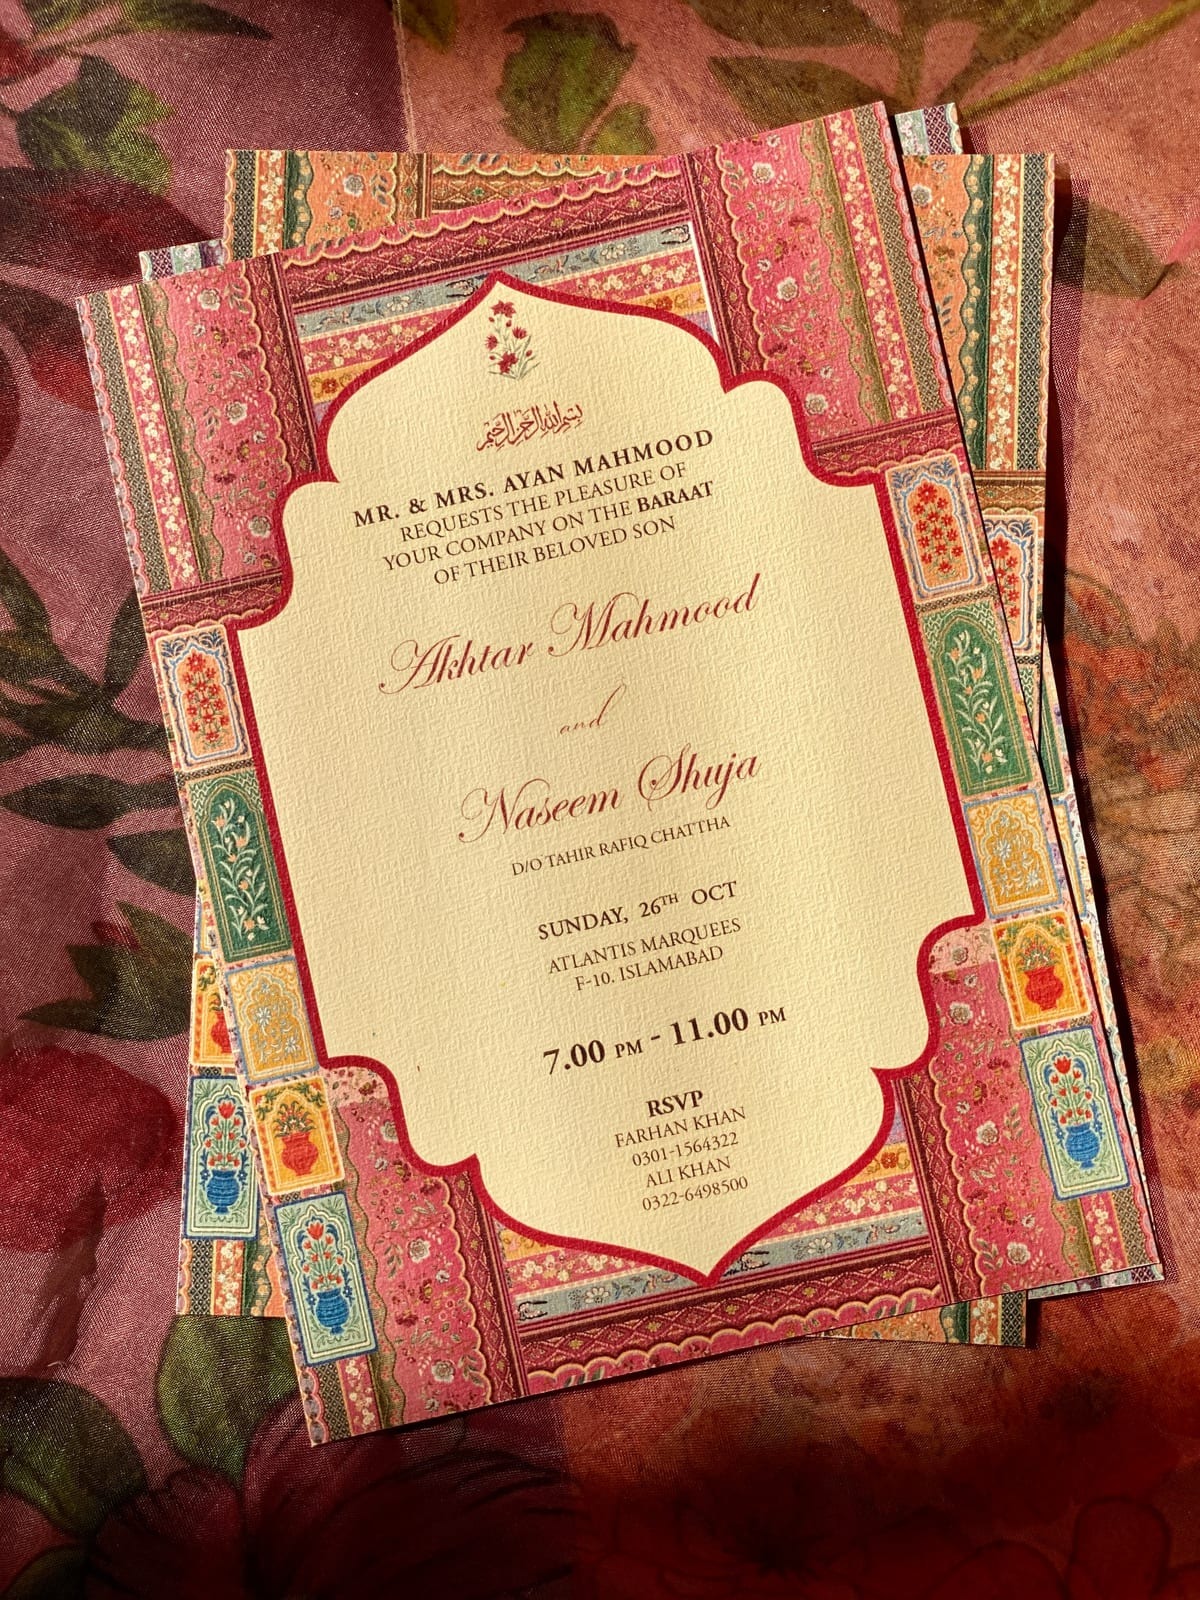 بسم الله الرحمن الرحيم
MR. & MRS. AYAN MAHMOOD
REQUESTS THE PLEASURE OF
YOUR COMPANY ON THE BARAAT
OF THEIR BELOVED SON
Akhtar Mahmood
and
Naseem Shuja
D/O TAHIR RAFIQ CHATTHA
SUNDAY, 26TH OCT
ATLANTIS MARQUEES
F-10. ISLAMABAD
7.00 PM - 11.00 PM
RSVP
FARHAN KHAN
0301-1564322
ALI KHAN
0322-6498500